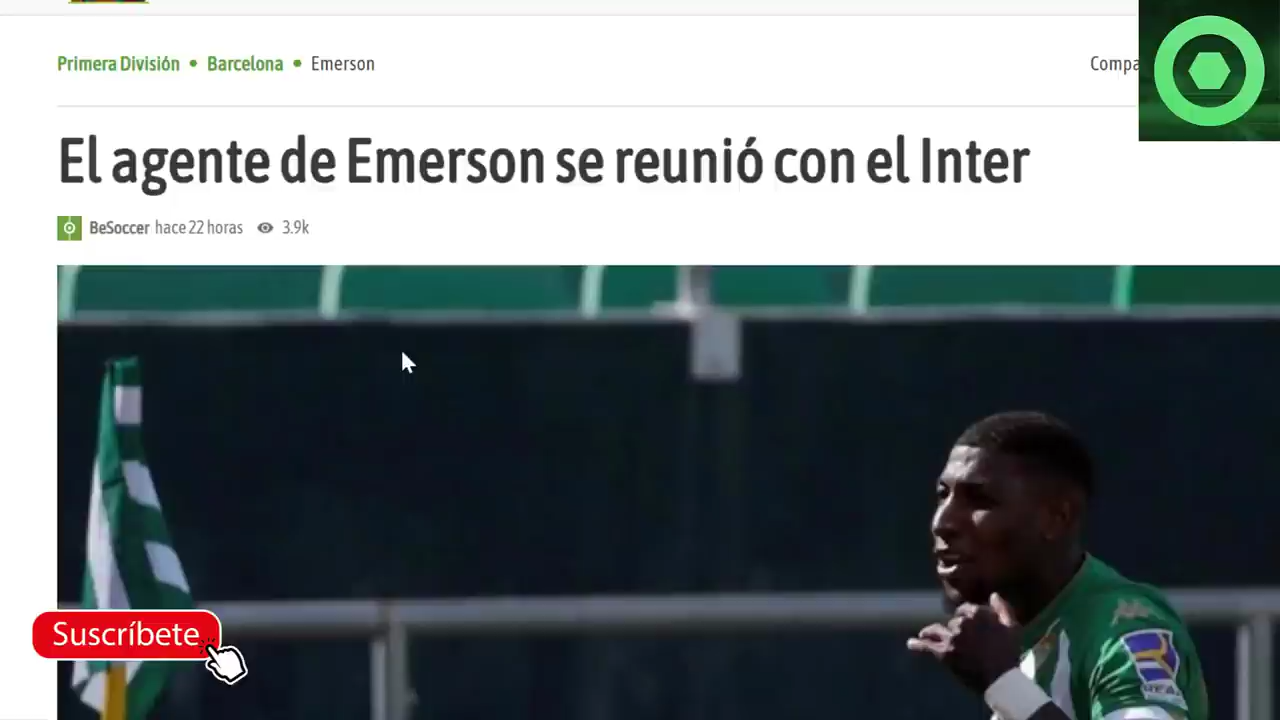 Primera División • Barcelona • Emerson
Compa
El agente de Emerson se reunió con el Inter
BeSoccer hace 22 horas 3.9k
Suscríbete